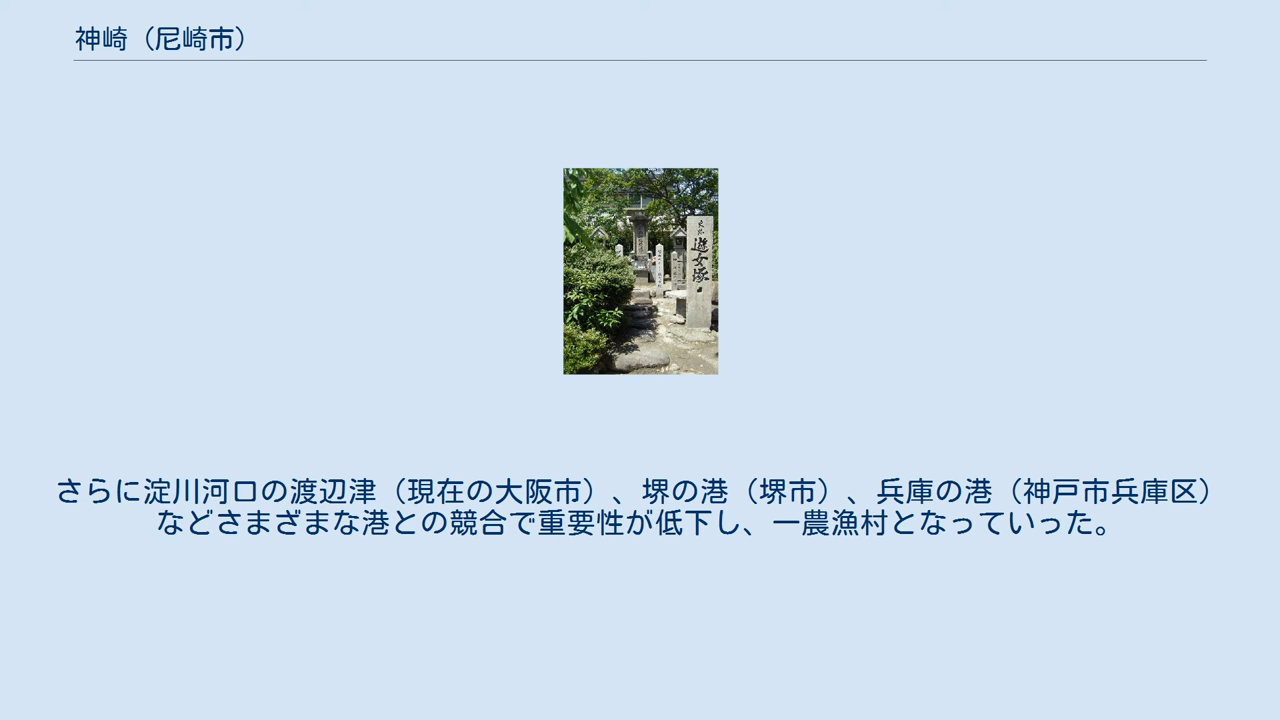 神崎（尼崎市）
史跡
遊女塚
さらに淀川河口の渡辺津（現在の大阪市）、堺の港（堺市）、兵庫の港（神戸市兵庫区）
などさまざまな港との競合で重要性が低下し、一農漁村となっていった。